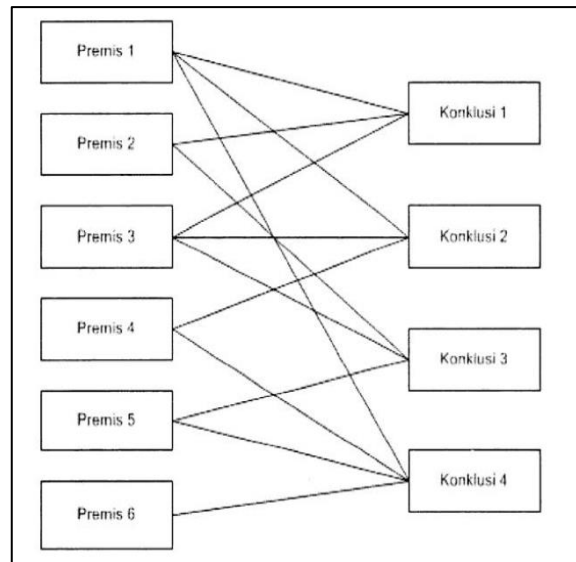 Premis 1
Premis 2
Premis 3
Premis 4
Premis 5
Premis 6
Konklusi 1
Konklusi 2
Konklusi 3
Konklusi 4